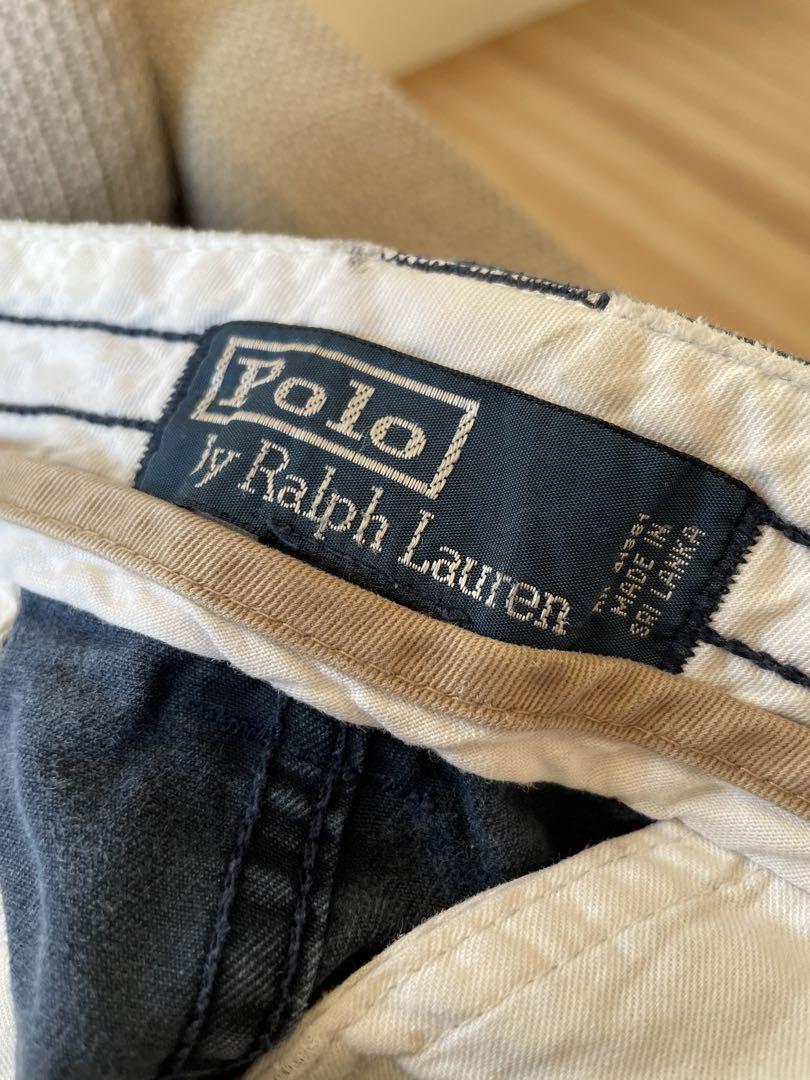 Polo
by Ralph Lauren
MADE IN
SRI LANKA